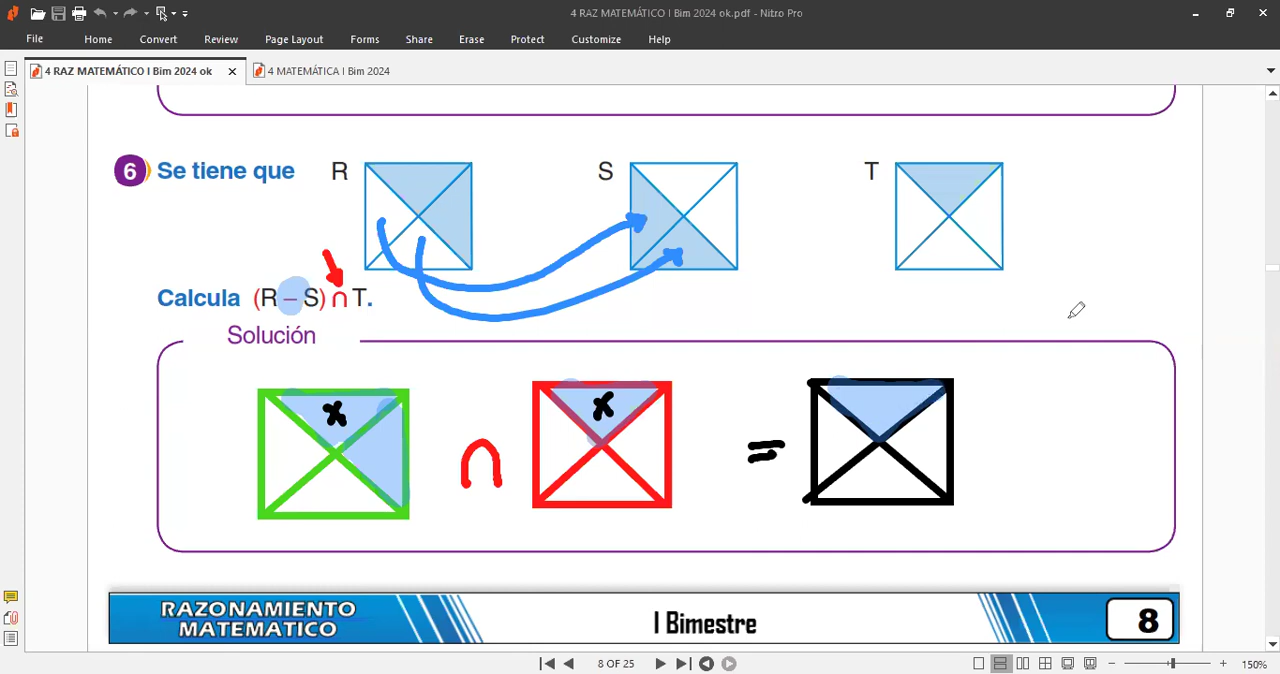 4 RAZ MATEMÁTICO I Bim 2024 ok.pdf - Nitro Pro
File Home Convert Review Page Layout Forms Share Erase Protect Customize Help
4 RAZ MATEMÁTICO I Bim 2024 ok
4 MATEMÁTICA I Bim 2024
6 Se tiene que R S T
Calcula (R – S) ∩ T.
Solución
x ∩ x =
RAZONAMIENTO
MATEMATICO
I Bimestre
8
8 OF 25
150%